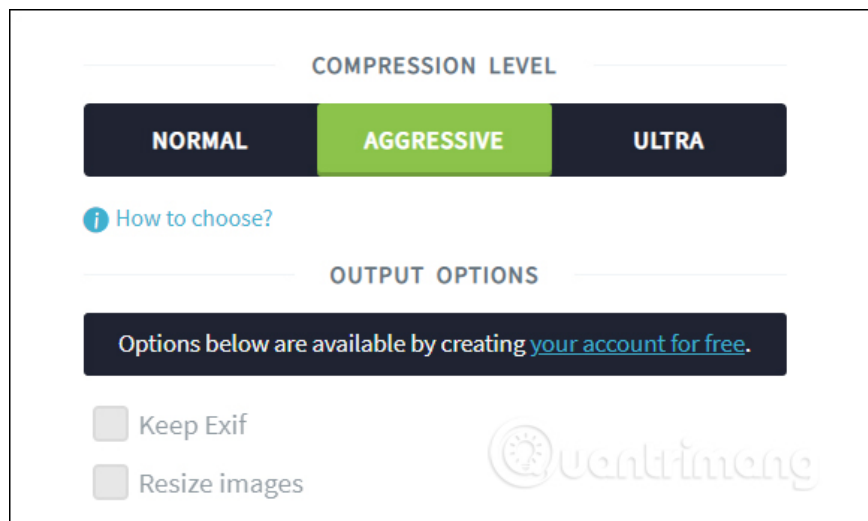 COMPRESSION LEVEL
NORMAL AGGRESSIVE ULTRA
How to choose?
OUTPUT OPTIONS
Options below are available by creating your account for free.
Keep Exif
Quantrimang
Resize images